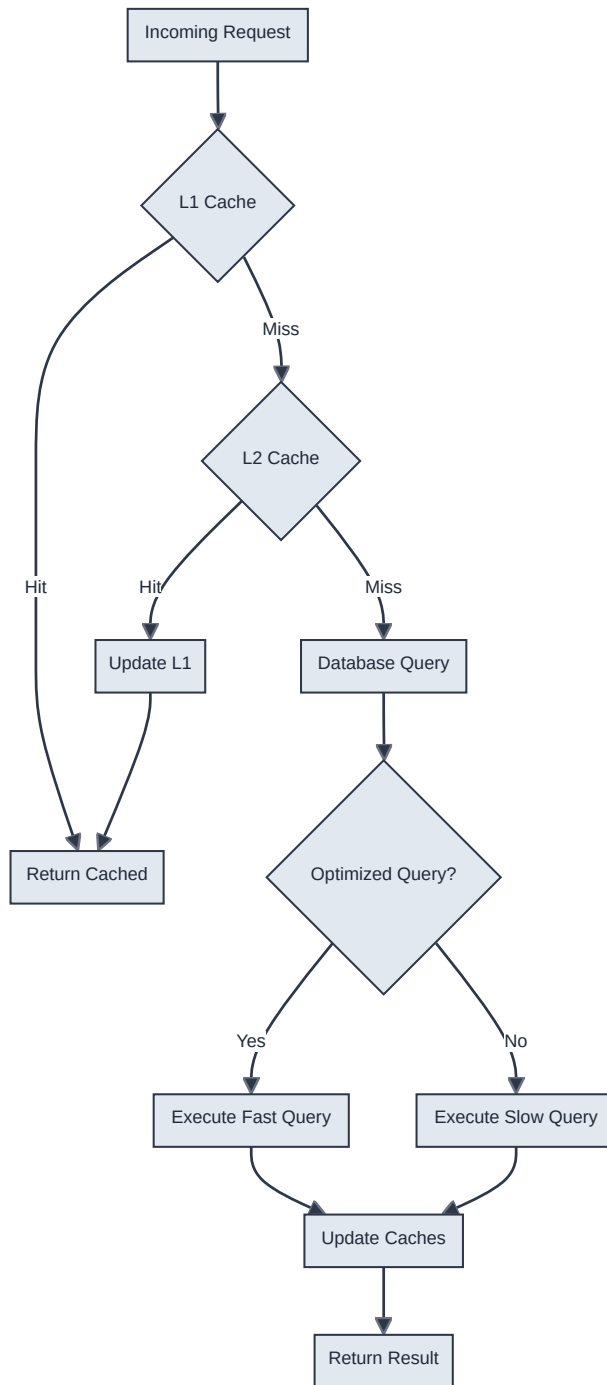 Incoming Request
L1 Cache
Miss
L2 Cache
Hit
Hit
Miss
Update L1
Database Query
Return Cached
Optimized Query?
Yes
No
Execute Fast Query
Execute Slow Query
Update Caches
Return Result